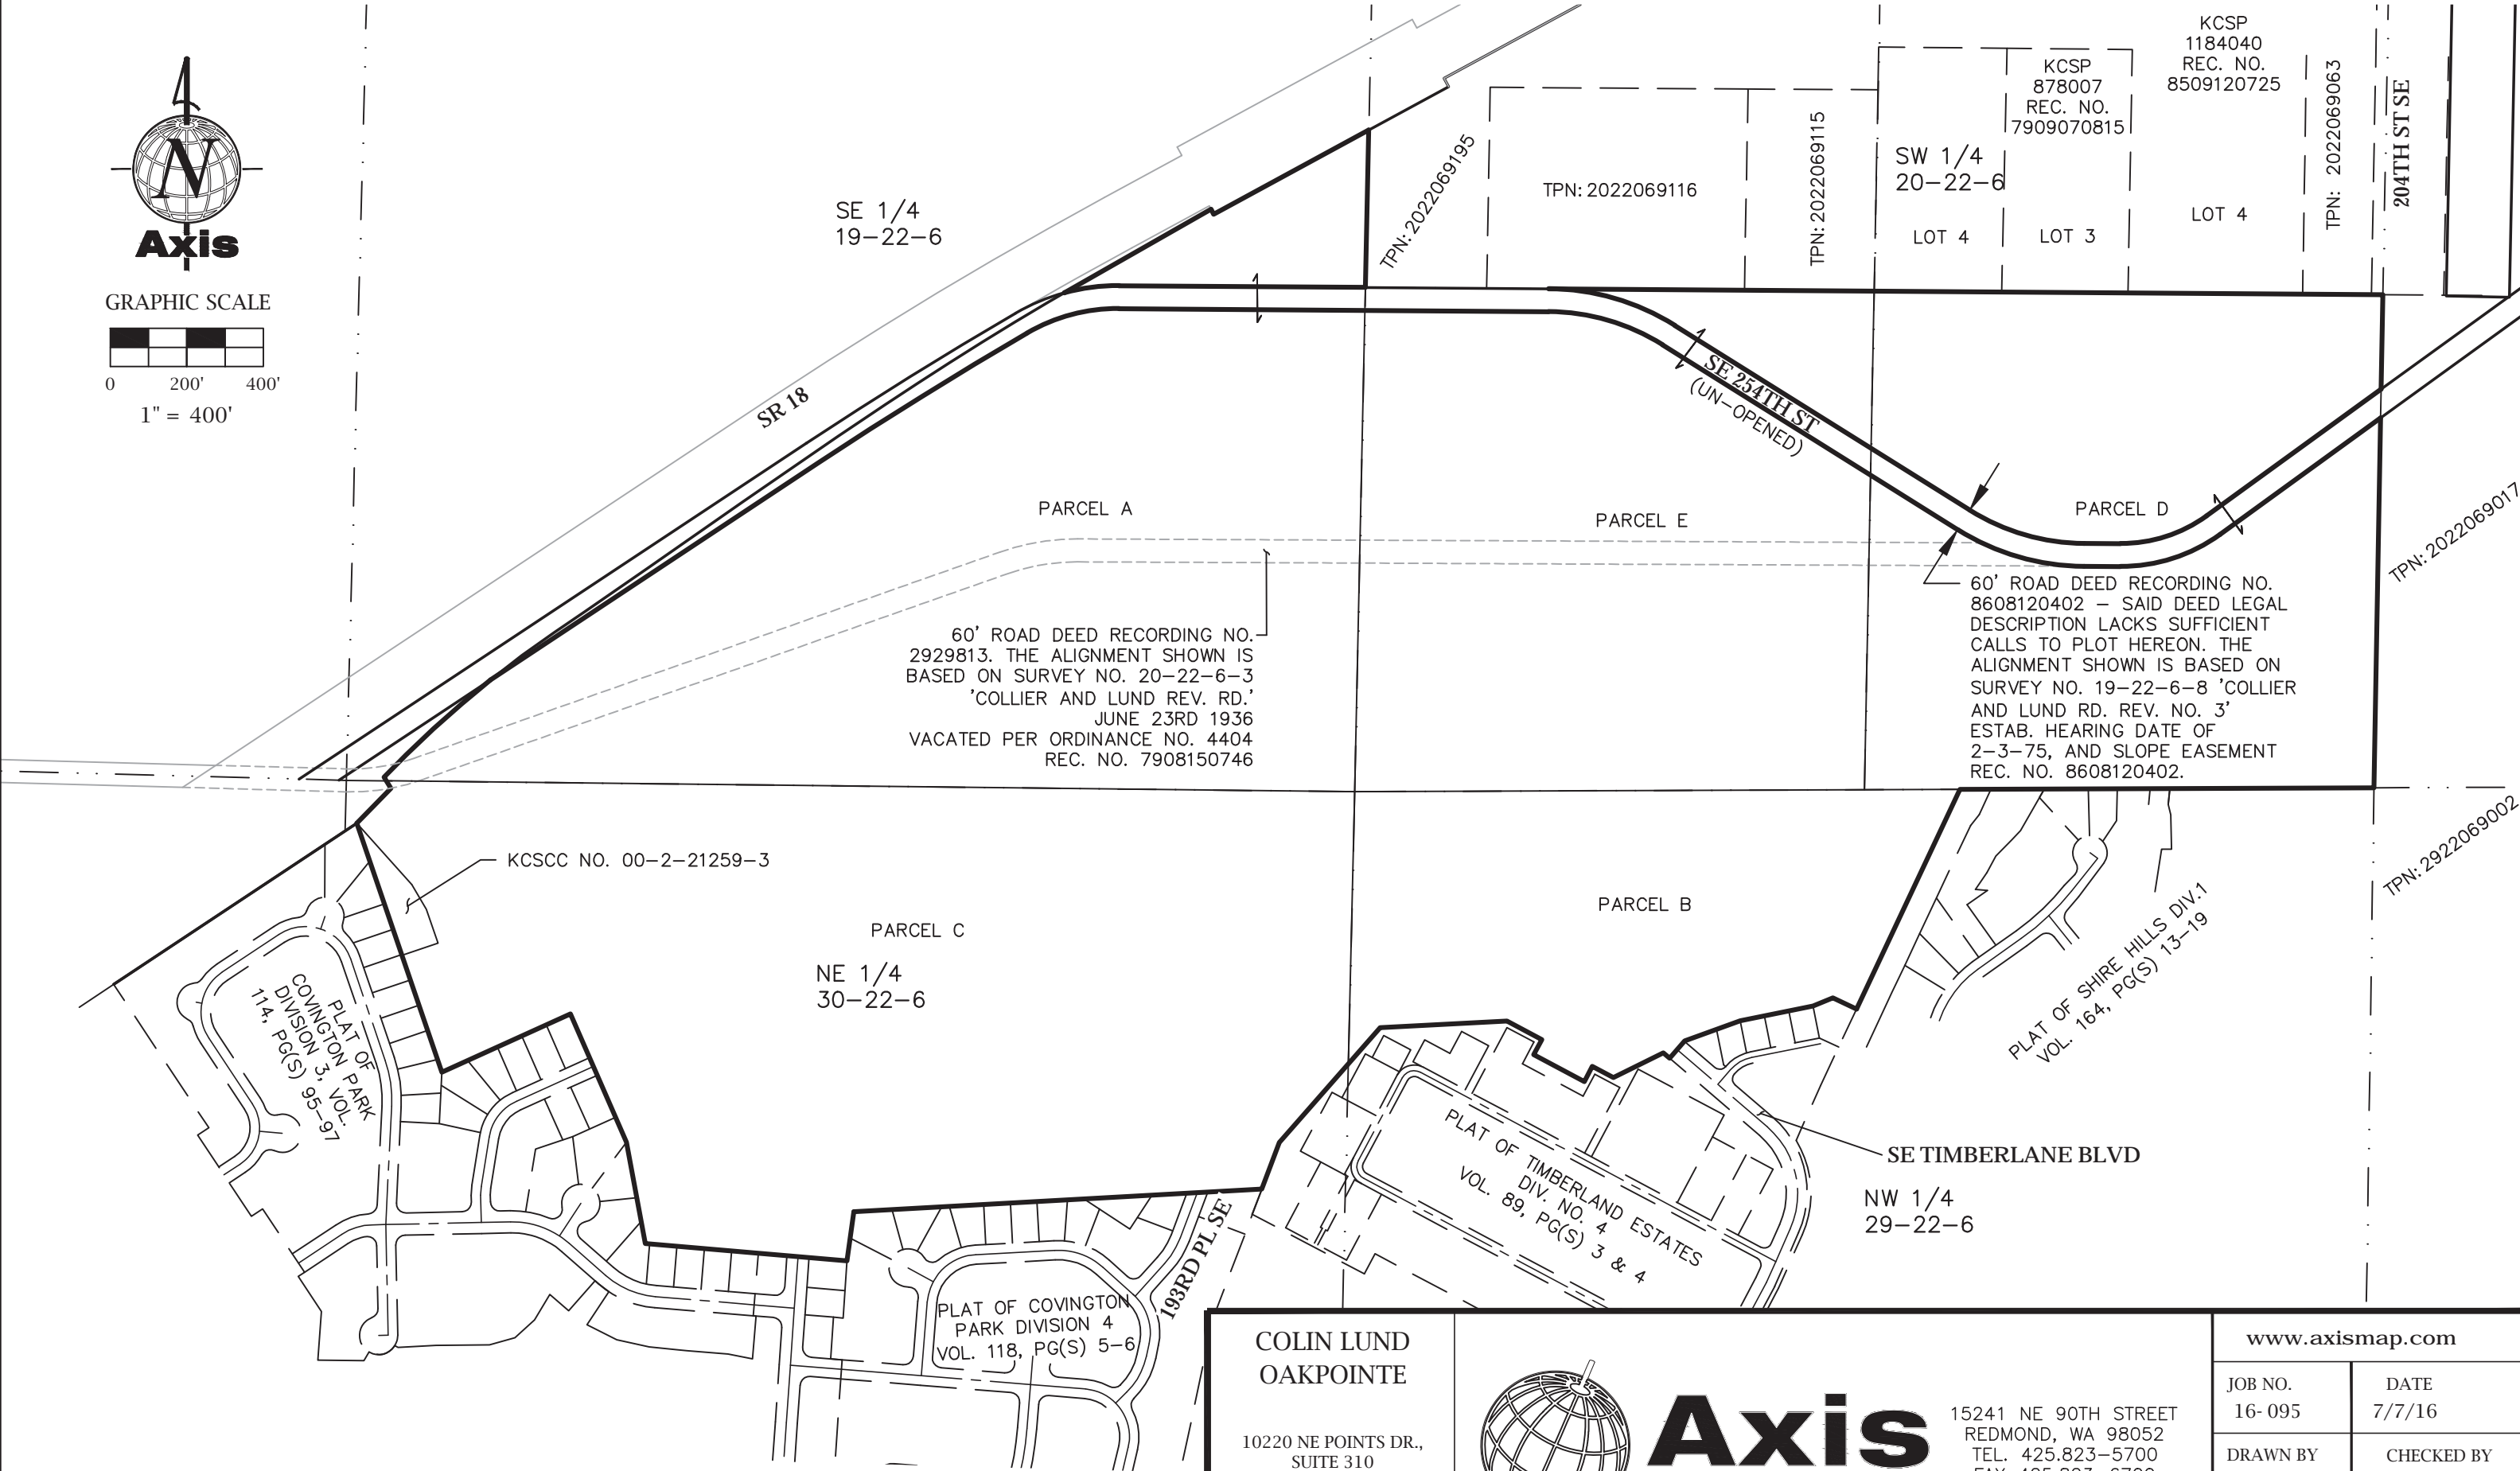 N
Axis
GRAPHIC SCALE
0 200' 400'
1" = 400'
SE 1/4
19-22-6
SR 18
TPN: 2022069195
TPN: 2022069116
TPN: 2022069115
SW 1/4
20-22-6
LOT 4
KCSP
878007
REC. NO.
7909070815
LOT 3
KCSP
1184040
REC. NO.
8509120725
LOT 4
TPN: 2022069063
204TH ST SE
SE 254TH ST
(UN-OPENED)
PARCEL A
PARCEL E
PARCEL D
TPN: 2022069017
60' ROAD DEED RECORDING NO.
2929813. THE ALIGNMENT SHOWN IS
BASED ON SURVEY NO. 20-22-6-3
'COLLIER AND LUND REV. RD.'
JUNE 23RD 1936
VACATED PER ORDINANCE NO. 4404
REC. NO. 7908150746
60' ROAD DEED RECORDING NO.
8608120402 – SAID DEED LEGAL
DESCRIPTION LACKS SUFFICIENT
CALLS TO PLOT HEREON. THE
ALIGNMENT SHOWN IS BASED ON
SURVEY NO. 19-22-6-8 'COLLIER
AND LUND RD. REV. NO. 3'
ESTAB. HEARING DATE OF
2-3-75, AND SLOPE EASEMENT
REC. NO. 8608120402.
TPN: 2922069002
KCSCC NO. 00-2-21259-3
PARCEL C
NE 1/4
30-22-6
PARCEL B
PLAT OF SHIRE HILLS DIV.1
VOL. 164, PG(S) 13-19
PLAT OF
COVINGTON PARK
DIVISION 3, VOL.
114, PG(S) 95-97
PLAT OF TIMBERLAND ESTATES
DIV. NO. 4
VOL. 89, PG(S) 3 & 4
SE TIMBERLANE BLVD
NW 1/4
29-22-6
193RD PL SE
PLAT OF COVINGTON
PARK DIVISION 4
VOL. 118, PG(S) 5-6
COLIN LUND
OAKPOINTE
10220 NE POINTS DR.,
SUITE 310
Axis
15241 NE 90TH STREET
REDMOND, WA 98052
TEL. 425.823-5700
www.axismap.com
JOB NO.
16-095
DATE
7/7/16
DRAWN BY
CHECKED BY